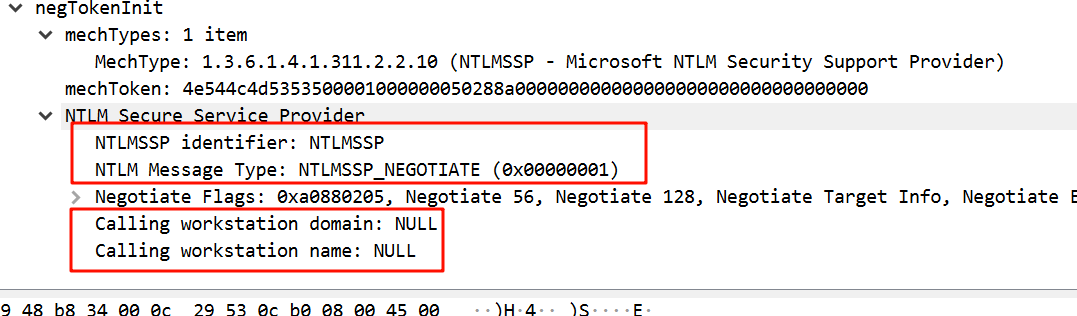 negTokenInit
mechTypes: 1 item
MechType: 1.3.6.1.4.1.311.2.2.10 (NTLMSSP - Microsoft NTLM Security Support Provider)
mechToken: 4e544c4d5353500001000000050288a000000000000000000000000000000000
NTLM Secure Service Provider
NTLMSSP identifier: NTLMSSP
NTLM Message Type: NTLMSSP_NEGOTIATE (0x00000001)
Negotiate Flags: 0xa0880205, Negotiate 56, Negotiate 128, Negotiate Target Info, Negotiate E
Calling workstation domain: NULL
Calling workstation name: NULL
9 48 b8 34 00 0c 29 53 0c b0 08 00 45 00 ··)H·4·· )S····E·